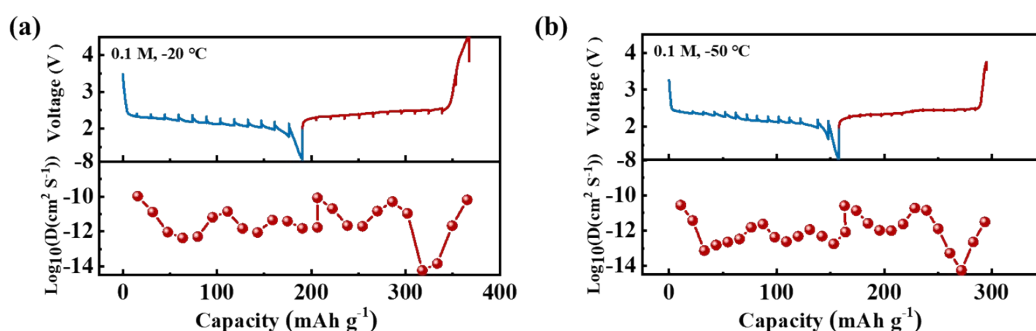 (a)
0.1 M, -20 °C
Voltage (V)
4
3
2
-8
Log10(D(cm² S⁻¹))
-10
-12
-14
0
100
200
300
400
Capacity (mAh g⁻¹)
(b)
0.1 M, -50 °C
Voltage (V)
4
3
2
-8
Log10(D(cm² S⁻¹))
-10
-12
-14
0
100
200
300
400
Capacity (mAh g⁻¹)